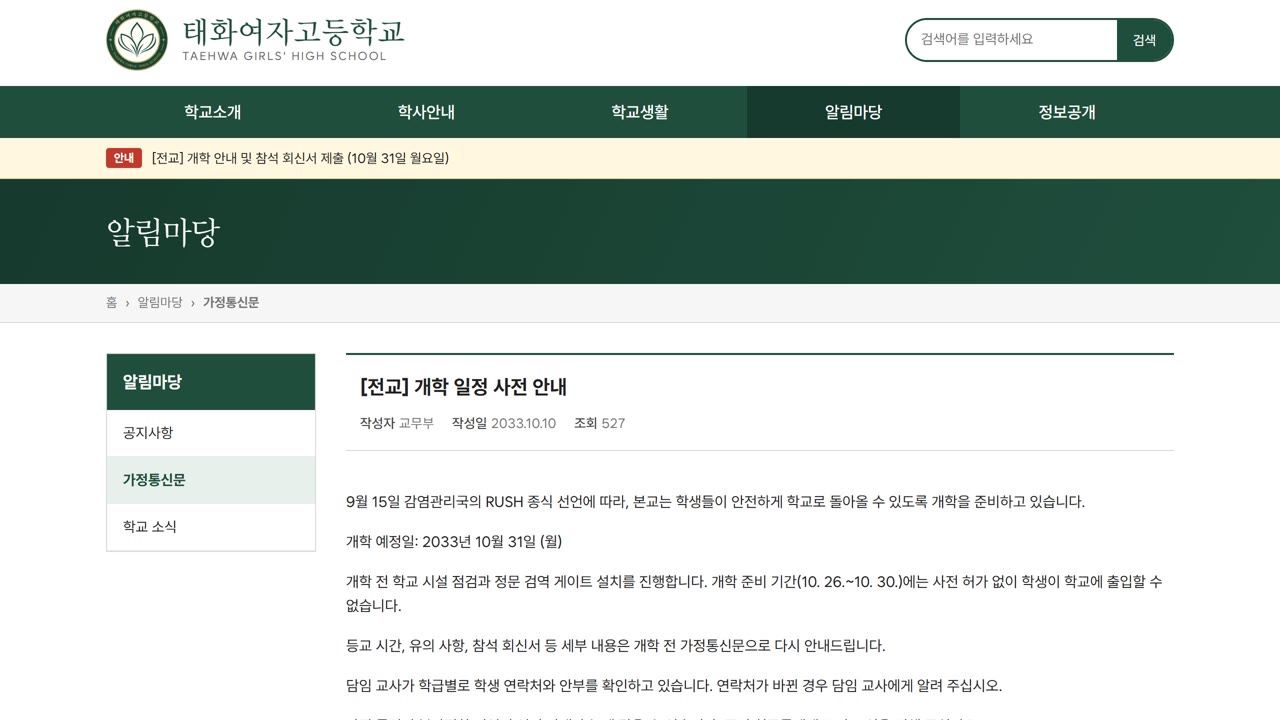 태화여자고등학교
TAEHWA GIRLS' HIGH SCHOOL
검색어를 입력하세요
검색
학교소개
학사안내
학교생활
알림마당
정보공개
안내
[전교] 개학 안내 및 참석 회신서 제출 (10월 31일 월요일)
알림마당
홈 › 알림마당 › 가정통신문
알림마당
공지사항
가정통신문
학교 소식
[전교] 개학 일정 사전 안내
작성자 교무부 작성일 2033.10.10 조회 527
9월 15일 감염관리국의 RUSH 종식 선언에 따라, 본교는 학생들이 안전하게 학교로 돌아올 수 있도록 개학을 준비하고 있습니다.
개학 예정일: 2033년 10월 31일 (월)
개학 전 학교 시설 점검과 정문 검역 게이트 설치를 진행합니다. 개학 준비 기간(10. 26.~10. 30.)에는 사전 허가 없이 학생이 학교에 출입할 수
없습니다.
등교 시간, 유의 사항, 참석 회신서 등 세부 내용은 개학 전 가정통신문으로 다시 안내드립니다.
담임 교사가 학급별로 학생 연락처와 안부를 확인하고 있습니다. 연락처가 바뀐 경우 담임 교사에게 알려 주십시오.